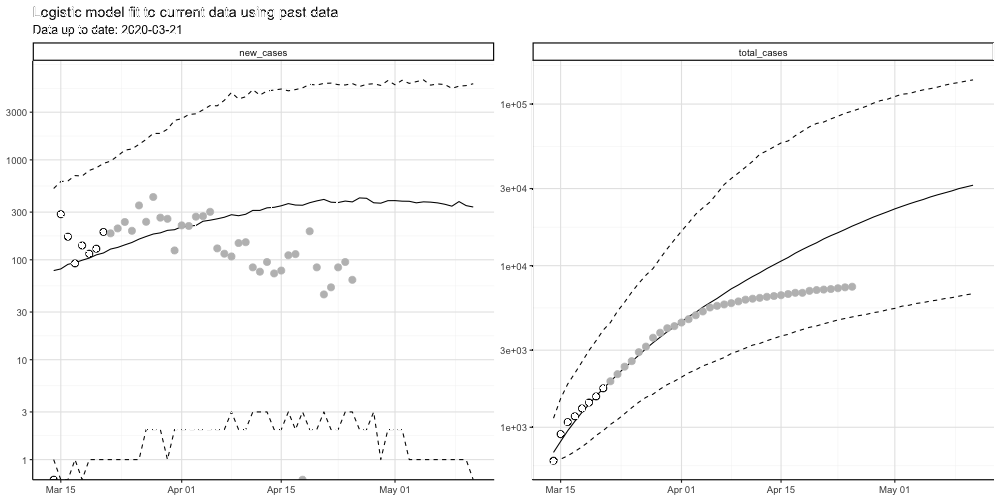 Logistic model fit to current data using past data
Data up to date: 2020-03-21
new_cases
total_cases
3000
1000
300
100
30
10
3
1
Mar 15
Apr 01
Apr 15
May 01
1e+05
3e+04
1e+04
3e+03
1e+03
Mar 15
Apr 01
Apr 15
May 01